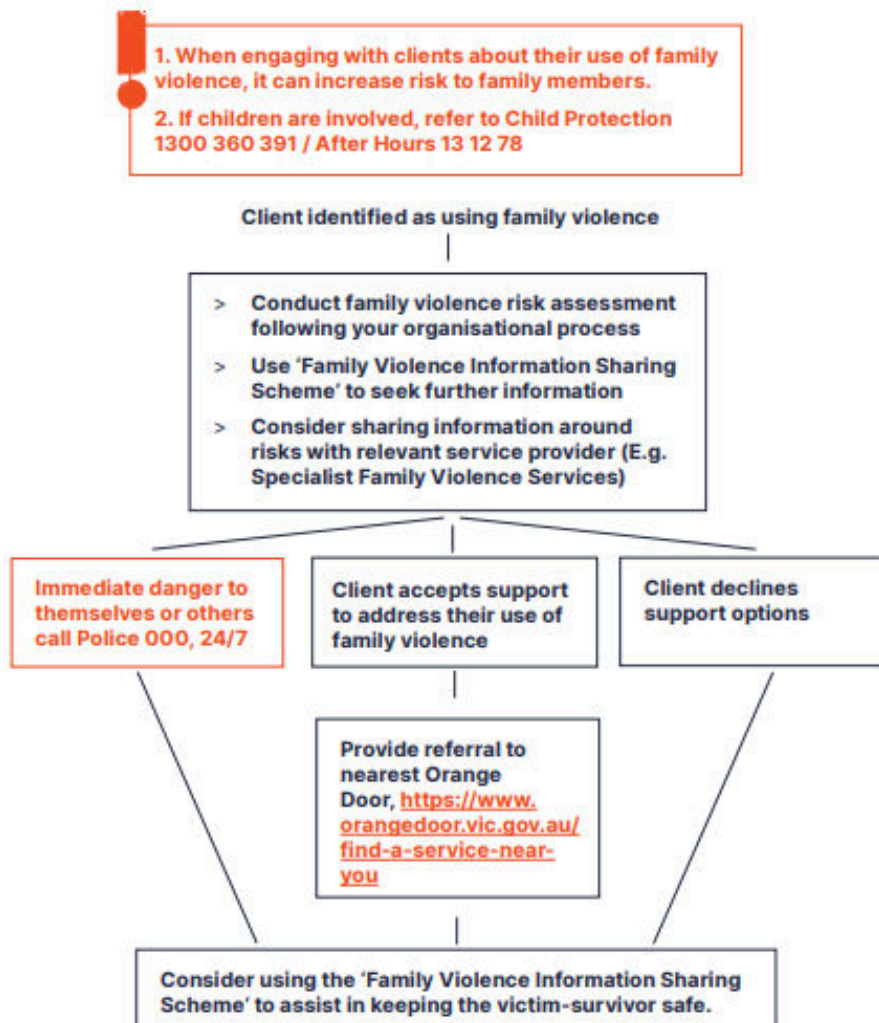 1. When engaging with clients about their use of family
violence, it can increase risk to family members.
2. If children are involved, refer to Child Protection
1300 360 391 / After Hours 13 12 78
Client identified as using family violence
> Conduct family violence risk assessment
following your organisational process
> Use ‘Family Violence Information Sharing
Scheme’ to seek further information
> Consider sharing information around
risks with relevant service provider (E.g.
Specialist Family Violence Services)
Immediate danger to
themselves or others
call Police 000, 24/7
Client accepts support
to address their use of
family violence
Client declines
support options
Provide referral to
nearest Orange
Door, https://www.
orangedoor.vic.gov.au/
find-a-service-near-
you
Consider using the ‘Family Violence Information Sharing
Scheme’ to assist in keeping the victim-survivor safe.